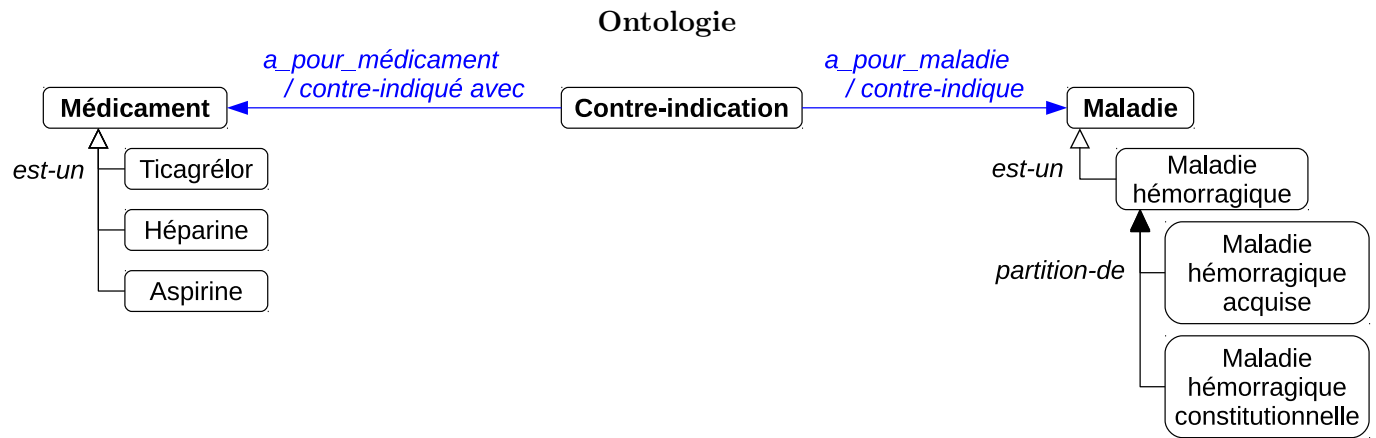 Ontologie
a_pour_médicament
/ contre-indiqué avec
a_pour_maladie
/ contre-indique
Médicament
Contre-indication
Maladie
est-un
Ticagrélor
Héparine
Aspirine
est-un
Maladie
hémorragique
partition-de
Maladie
hémorragique
acquise
Maladie
hémorragique
constitutionnelle